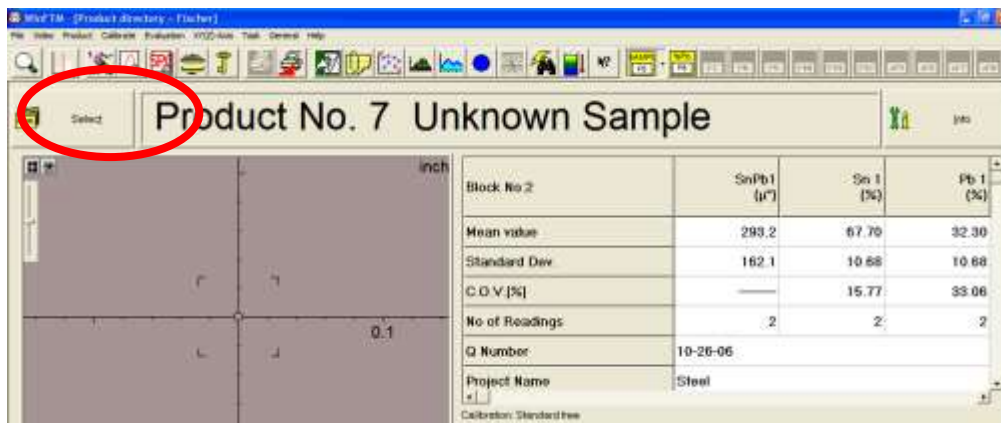 WinFTM - [Product directory - Fischer]
File Index Product Calibrate Evaluation XY(Z)-Axis Task General Help
Select
Product No. 7 Unknown Sample
Info
inch
0.1
Block No 2 SnPb1 (µ") Sn 1 (%) Pb 1 (%)
Mean value 293.2 67.70 32.30
Standard Dev. 162.1 10.68 10.68
C.O.V.[%] —— 15.77 33.06
No of Readings 2 2 2
Q Number 10-26-06
Project Name Steel
Calibration: Standard free